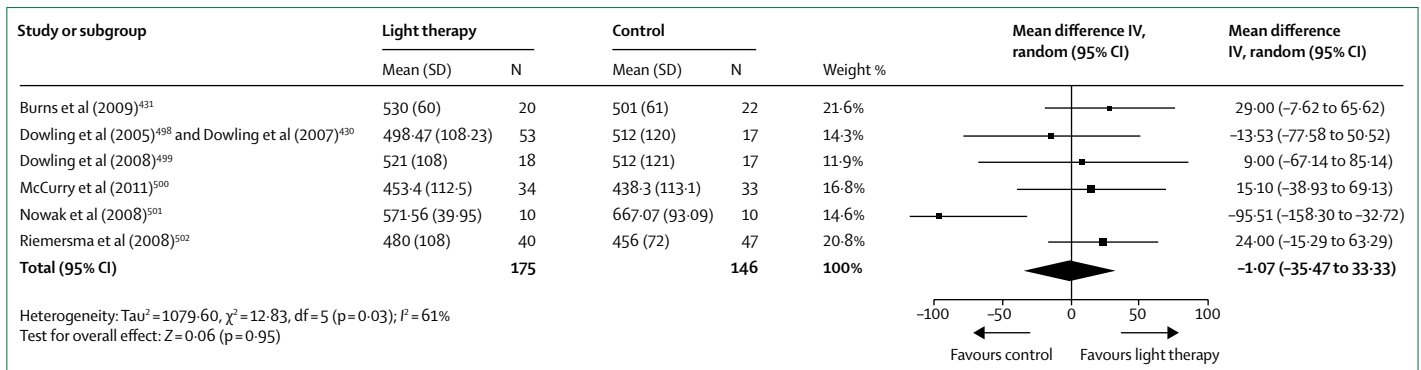 Study or subgroup Light therapy Control Mean difference IV, random (95% CI) Mean difference IV, random (95% CI)
Mean (SD) N Mean (SD) N Weight %
Burns et al (2009)⁴³¹ 530 (60) 20 501 (61) 22 21·6% 29·00 (–7·62 to 65·62)
Dowling et al (2005)⁴⁹⁸ and Dowling et al (2007)⁴³⁰ 498·47 (108·23) 53 512 (120) 17 14·3% –13·53 (–77·58 to 50·52)
Dowling et al (2008)⁴⁹⁹ 521 (108) 18 512 (121) 17 11·9% 9·00 (–67·14 to 85·14)
McCurry et al (2011)⁵⁰⁰ 453·4 (112·5) 34 438·3 (113·1) 33 16·8% 15·10 (–38·93 to 69·13)
Nowak et al (2008)⁵⁰¹ 571·56 (39·95) 10 667·07 (93·09) 10 14·6% –95·51 (–158·30 to –32·72)
Riemersma et al (2008)⁵⁰² 480 (108) 40 456 (72) 47 20·8% 24·00 (–15·29 to 63·29)
Total (95% CI) 175 146 100% –1·07 (–35·47 to 33·33)
Heterogeneity: Tau²=1079·60, χ²=12·83, df=5 (p=0·03); I²=61%
Test for overall effect: Z=0·06 (p=0·95)
–100 –50 0 50 100
Favours control Favours light therapy